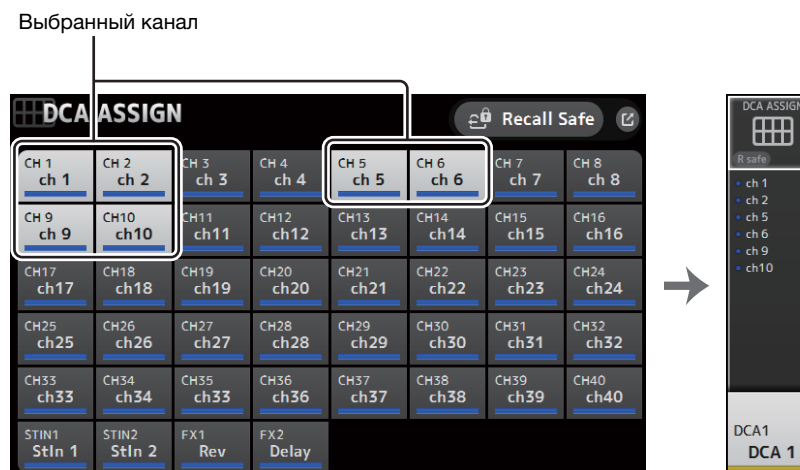 Выбранный канал
DCA ASSIGN
Recall Safe
CH 1 CH 2 CH 3 CH 4 CH 5 CH 6 CH 7 CH 8
ch 1 ch 2 ch 3 ch 4 ch 5 ch 6 ch 7 ch 8
CH 9 CH10 CH11 CH12 CH13 CH14 CH15 CH16
ch 9 ch10 ch11 ch12 ch13 ch14 ch15 ch16
CH17 CH18 CH19 CH20 CH21 CH22 CH23 CH24
ch17 ch18 ch19 ch20 ch21 ch22 ch23 ch24
CH25 CH26 CH27 CH28 CH29 CH30 CH31 CH32
ch25 ch26 ch27 ch28 ch29 ch30 ch31 ch32
CH33 CH34 CH35 CH36 CH37 CH38 CH39 CH40
ch33 ch34 ch33 ch36 ch37 ch38 ch39 ch40
STIN1 STIN2 FX1 FX2
StIn 1 StIn 2 Rev Delay
DCA ASSIGN
R safe
ch 1
ch 2
ch 5
ch 6
ch 9
ch10
DCA1
DCA 1